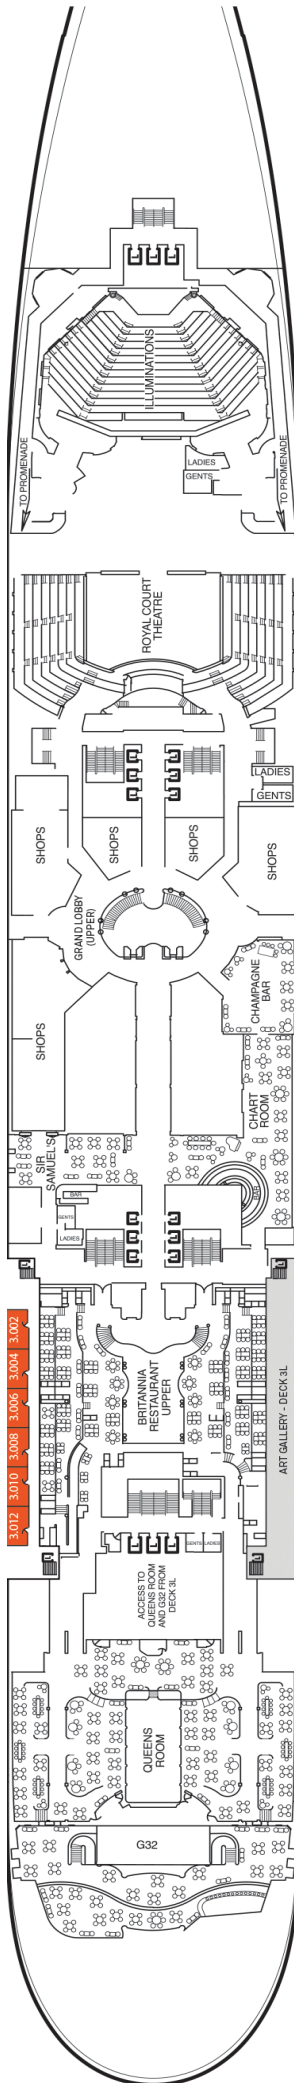 ILLUMINATIONS
TO PROMENADE
TO PROMENADE
LADIES
GENTS
ROYAL COURT
THEATRE
LADIES
GENTS
SHOPS
SHOPS
SHOPS
SHOPS
GRAND LOBBY
(UPPER)
CHAMPAGNE
BAR
SHOPS
CHART
ROOM
SIR
SAMUEL'S
BAR
BAR
GENTS
LADIES
3.002
3.004
3.006
3.008
3.010
3.012
BRITANNIA
RESTAURANT
UPPER
ART GALLERY - DECK 3L
GENTS
LADIES
ACCESS TO
QUEENS ROOM
AND G32 FROM
DECK 3L
QUEENS
ROOM
G32